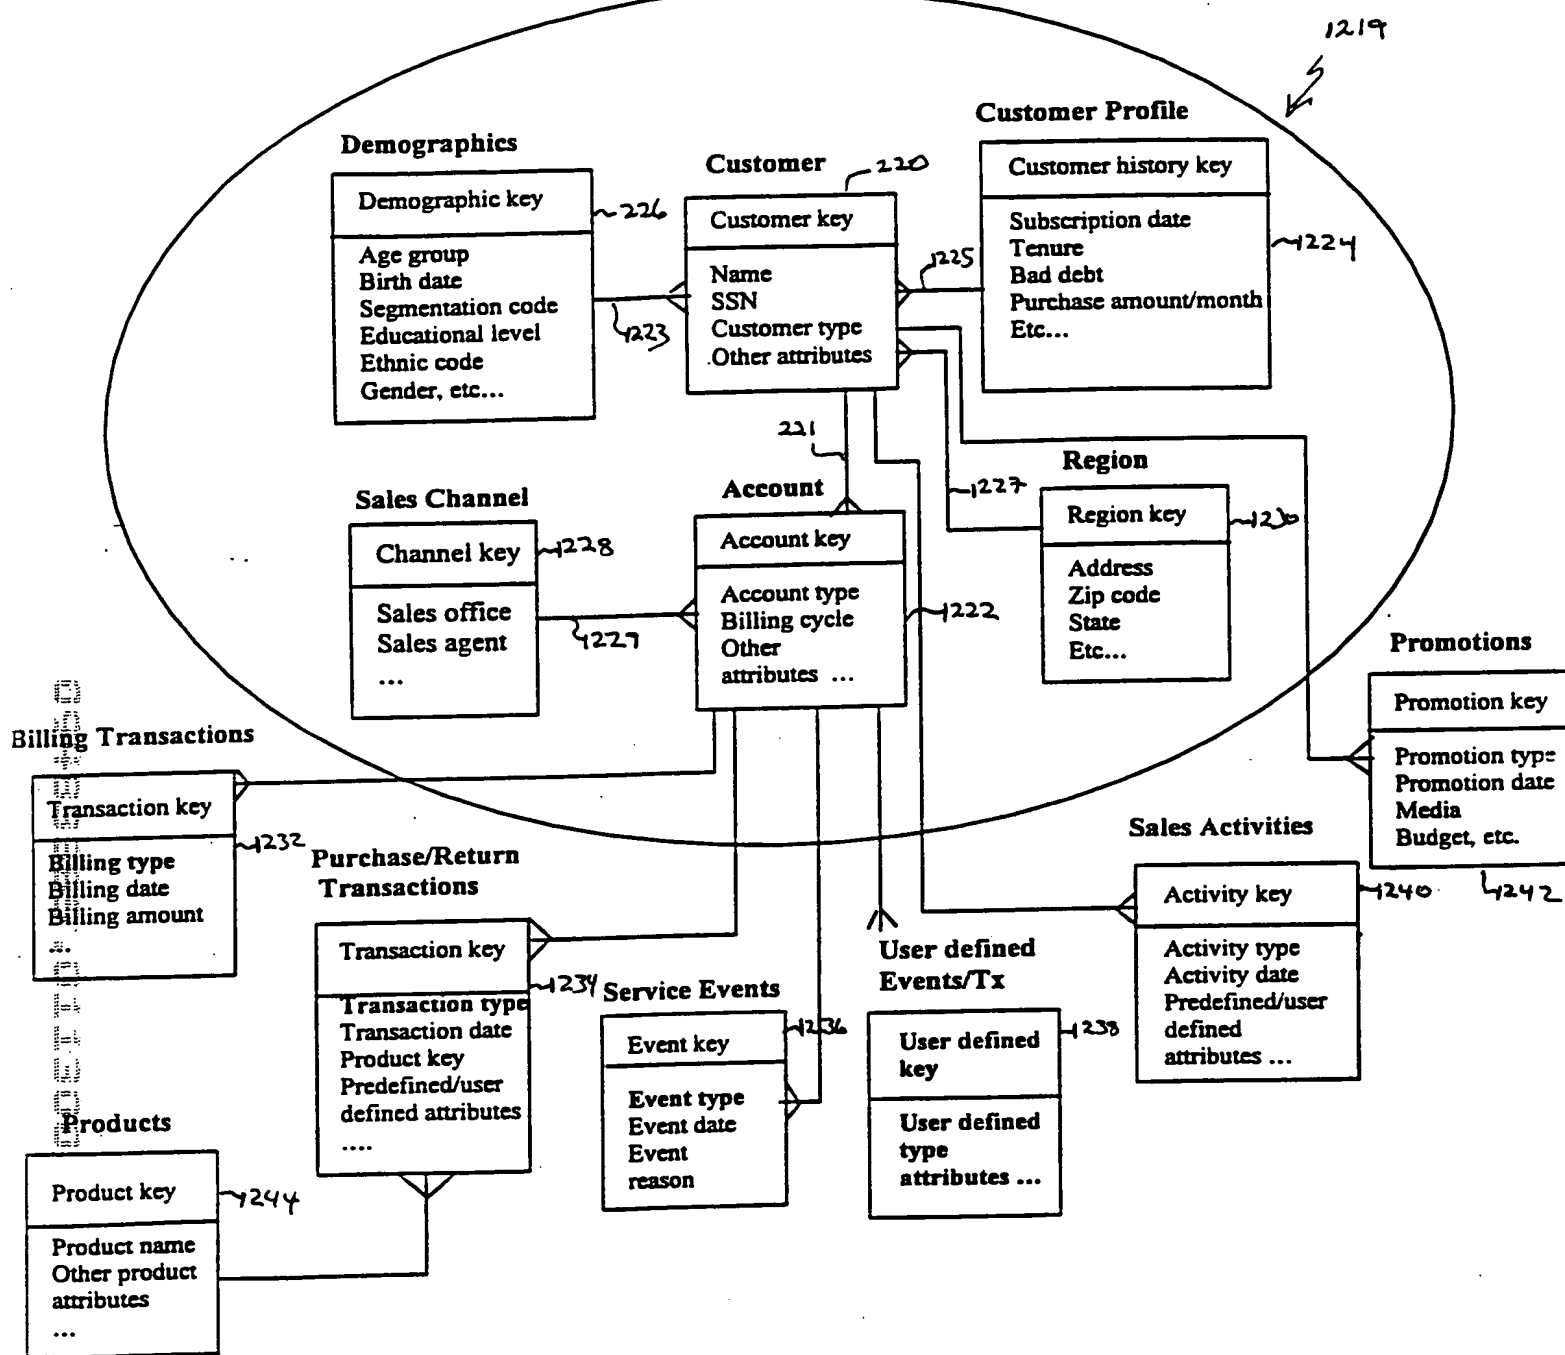 1219
Customer Profile
Customer history key
Subscription date
Tenure
Bad debt
Purchase amount/month
Etc...
1224
Demographics
Demographic key
226
Age group
Birth date
Segmentation code
Educational level
Ethnic code
Gender, etc...
1223
Customer
220
Customer key
Name
SSN
Customer type
Other attributes
1225
221
1227
Region
Region key
1230
Address
Zip code
State
Etc...
Sales Channel
Channel key
1228
Sales office
Sales agent
...
1229
Account
Account key
Account type
Billing cycle
Other
attributes ...
1222
Promotions
Promotion key
Promotion type
Promotion date
Media
Budget, etc.
1242
Billing Transactions
Transaction key
1232
Billing type
Billing date
Billing amount
...
Purchase/Return
Transactions
Transaction key
1234
Transaction type
Transaction date
Product key
Predefined/user
defined attributes
....
Service Events
1236
Event key
Event type
Event date
Event
reason
User defined
Events/Tx
1238
User defined
key
User defined
type
attributes ...
Sales Activities
Activity key
1240
Activity type
Activity date
Predefined/user
defined
attributes ...
Products
Product key
1244
Product name
Other product
attributes
...